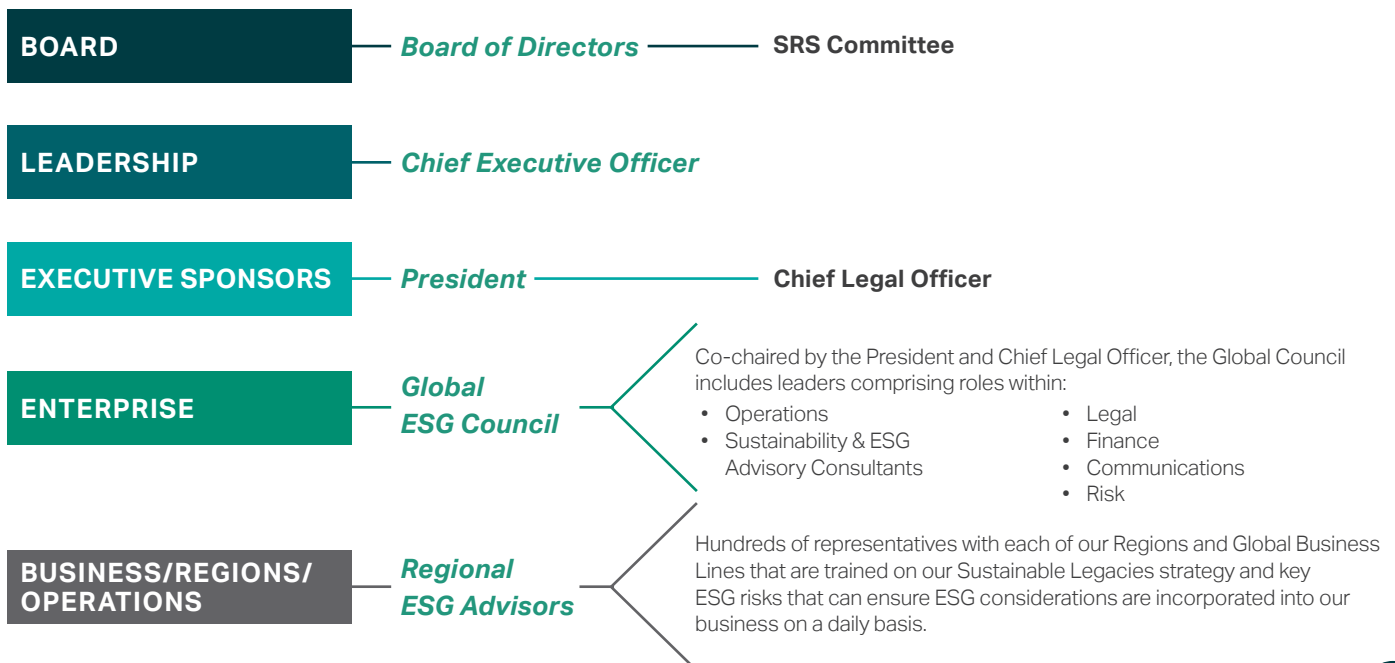 BOARD
Board of Directors
SRS Committee
LEADERSHIP
Chief Executive Officer
EXECUTIVE SPONSORS
President
Chief Legal Officer
ENTERPRISE
Global
ESG Council
Co-chaired by the President and Chief Legal Officer, the Global Council
includes leaders comprising roles within:
• Operations
• Sustainability & ESG
Advisory Consultants
• Legal
• Finance
• Communications
• Risk
BUSINESS/REGIONS/
OPERATIONS
Regional
ESG Advisors
Hundreds of representatives with each of our Regions and Global Business
Lines that are trained on our Sustainable Legacies strategy and key
ESG risks that can ensure ESG considerations are incorporated into our
business on a daily basis.